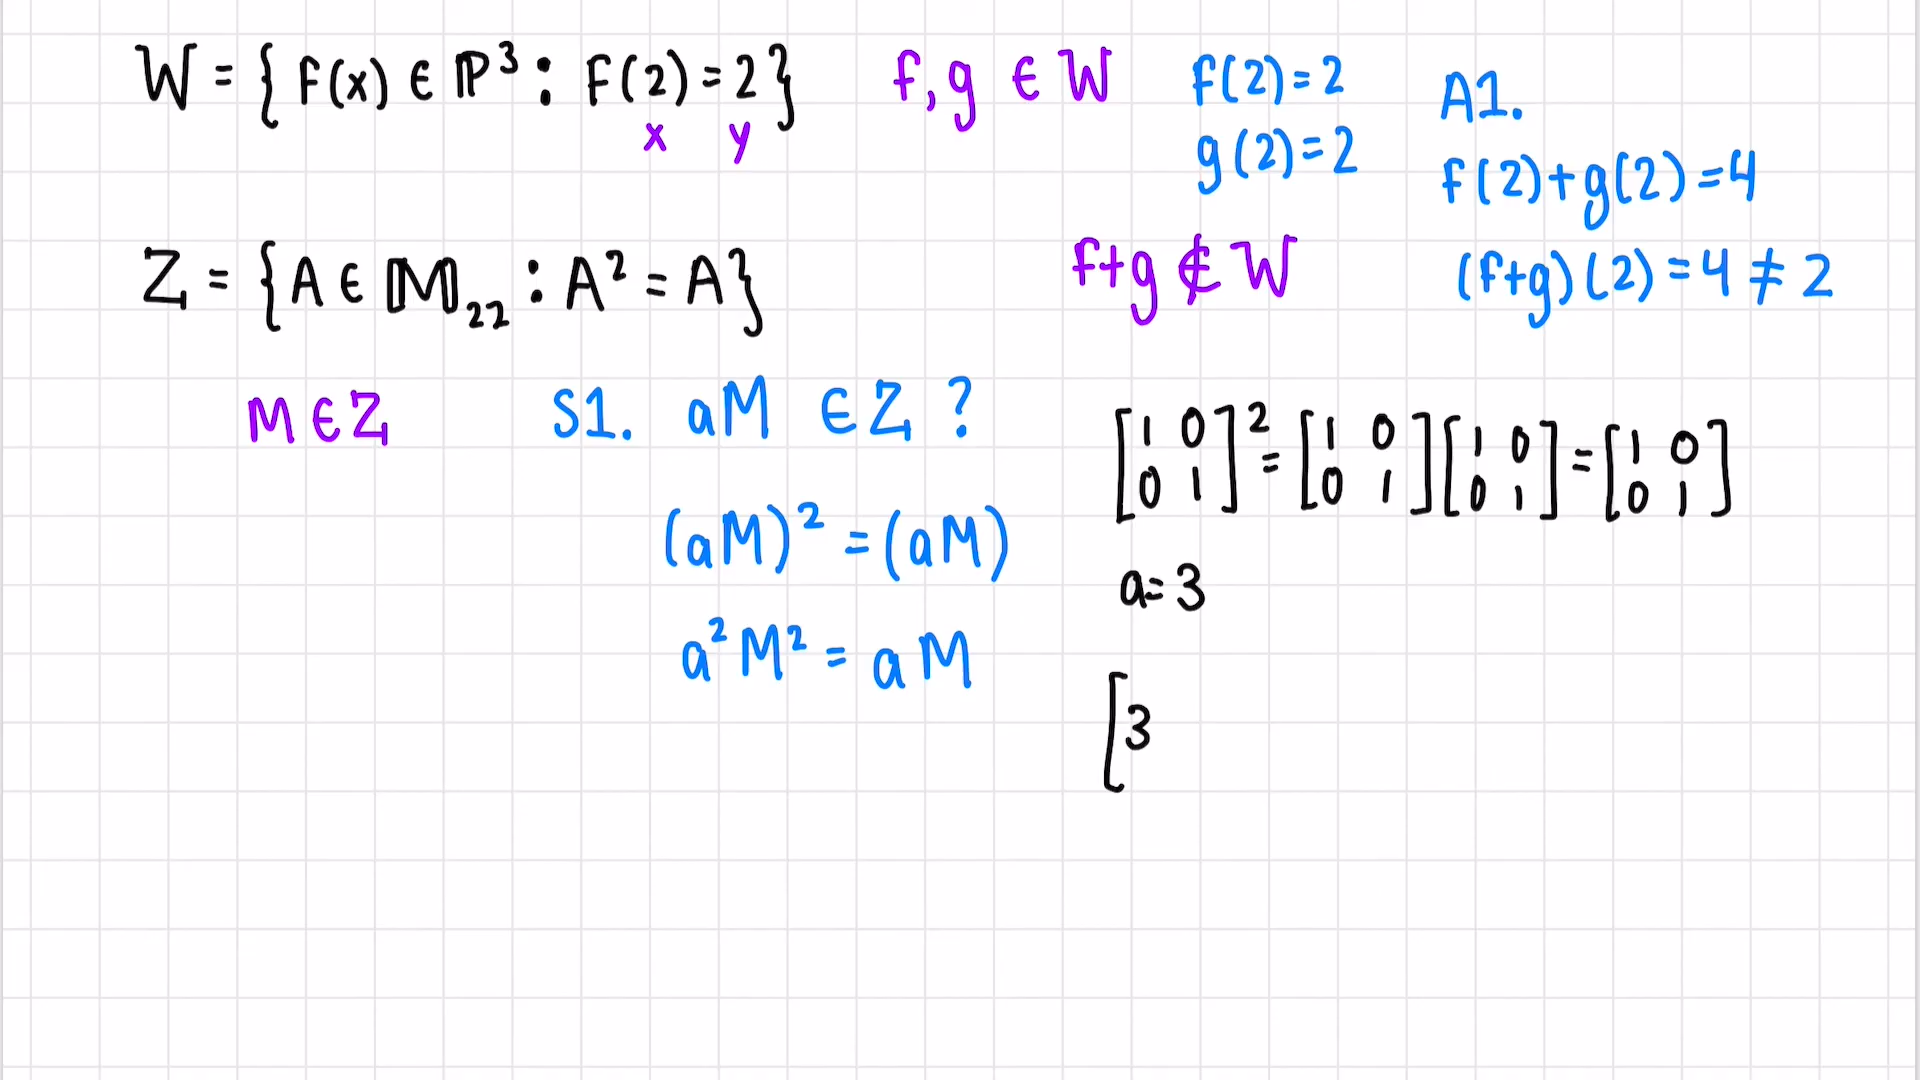 W = { F(x) ∈ ℙ³ : F(2) = 2 }
x y
f, g ∈ W
f(2) = 2
g(2) = 2
A1.
f(2) + g(2) = 4
(f+g)(2) = 4 ≠ 2
f+g ∉ W
Z = { A ∈ 𝕄₂₂ : A² = A }
M ∈ Z
S1. aM ∈ Z ?
(aM)² = (aM)
a²M² = aM
[1 0; 0 1]² = [1 0; 0 1][1 0; 0 1] = [1 0; 0 1]
a = 3
[3